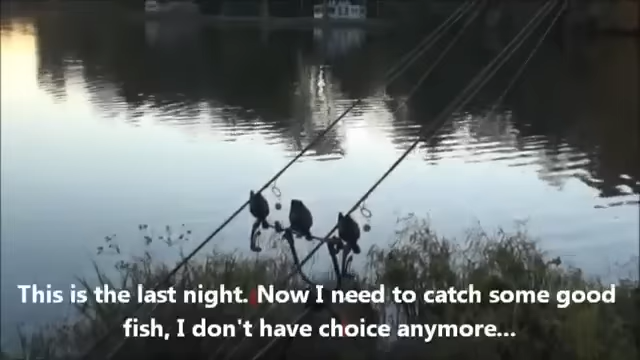 This is the last night. Now I need to catch some good
fish, I don't have choice anymore...